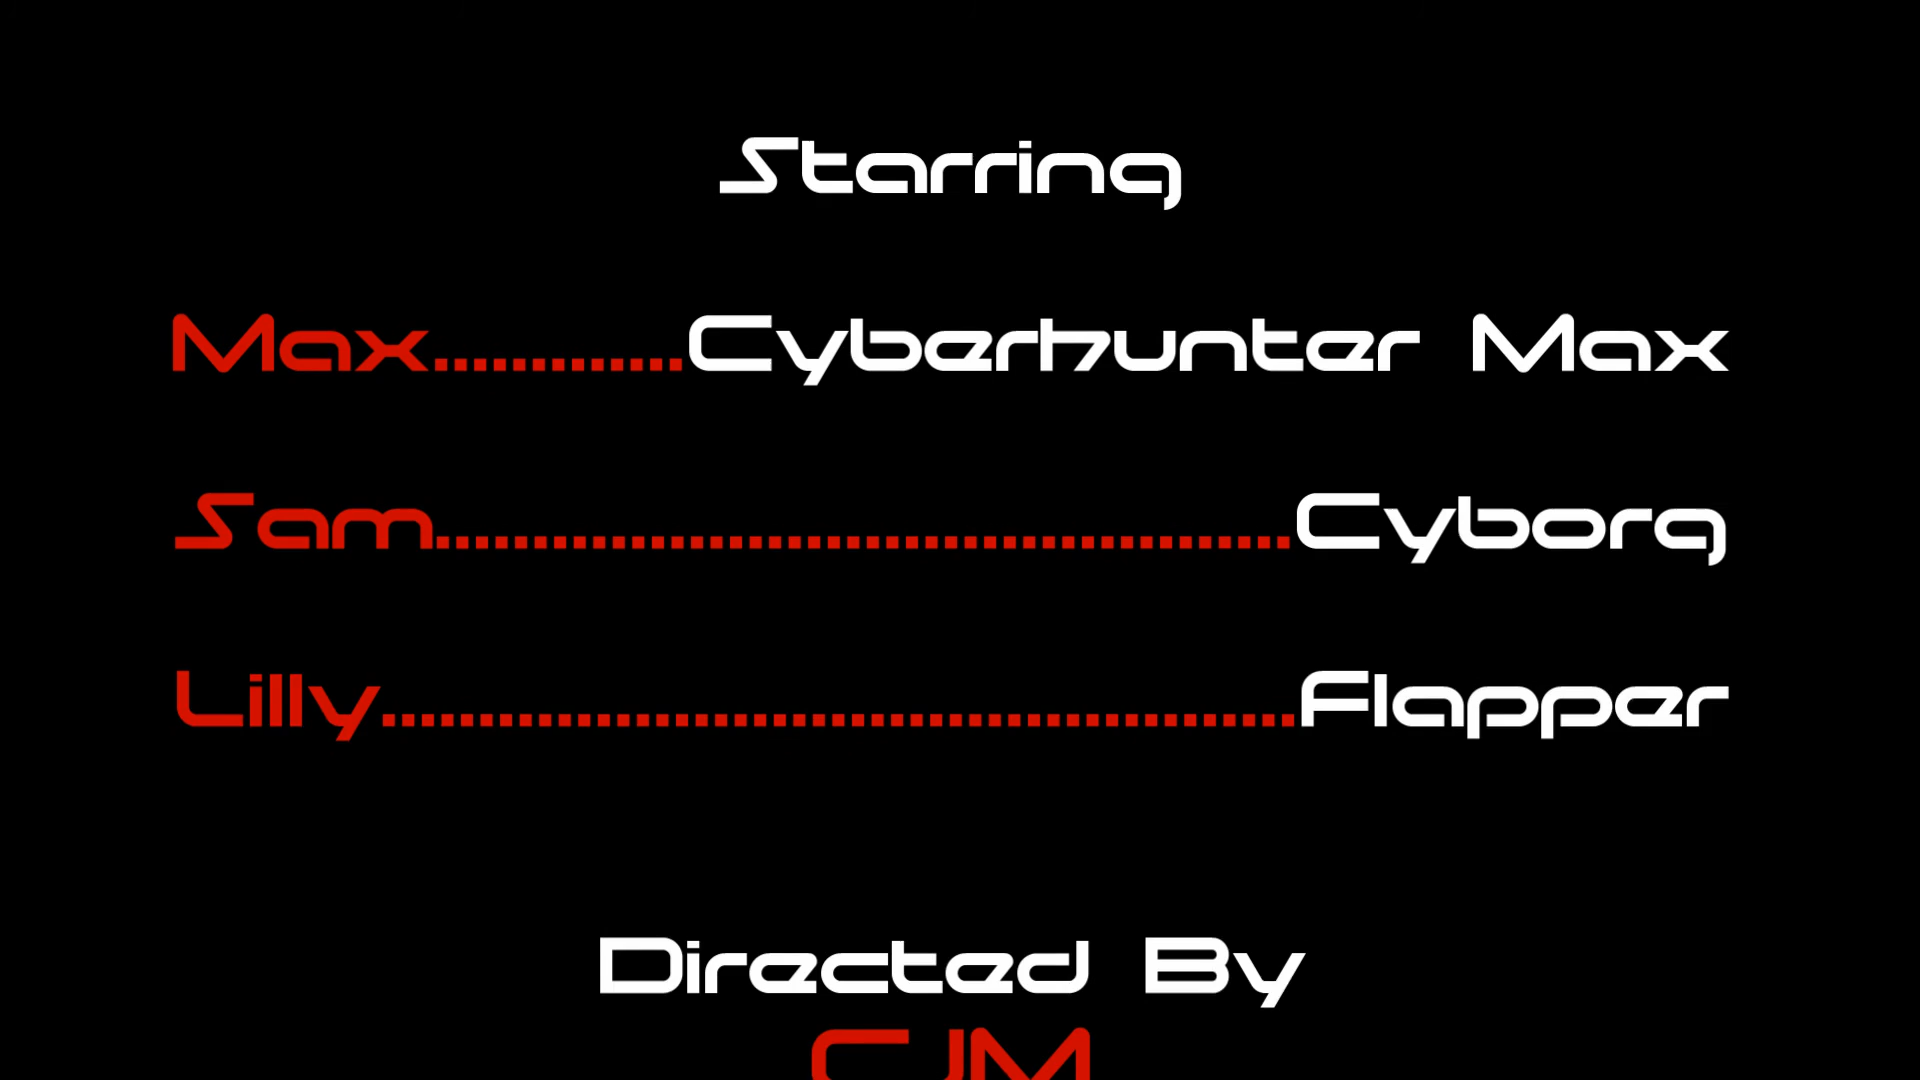 Starring
Max.............Cyberhunter Max
Sam............................................Cyborg
Lilly...............................................Flapper
Directed By
CJM